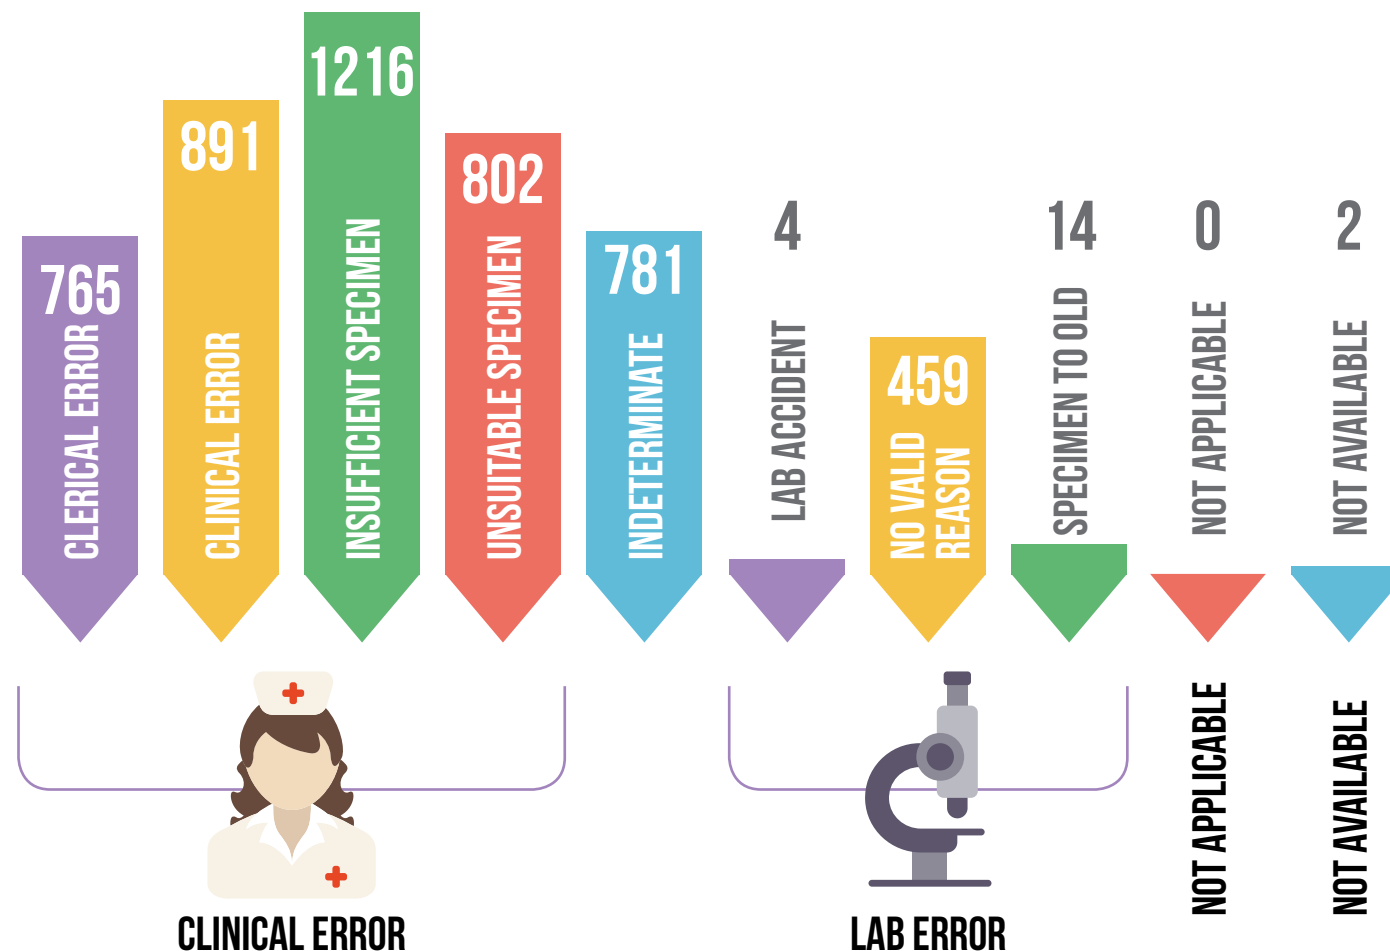 765
CLERICAL ERROR
891
CLINICAL ERROR
1216
INSUFFICIENT SPECIMEN
802
UNSUITABLE SPECIMEN
781
INDETERMINATE
4
LAB ACCIDENT
459
NO VALID
REASON
14
SPECIMEN TO OLD
0
NOT APPLICABLE
2
NOT AVAILABLE
CLINICAL ERROR
LAB ERROR
NOT APPLICABLE
NOT AVAILABLE